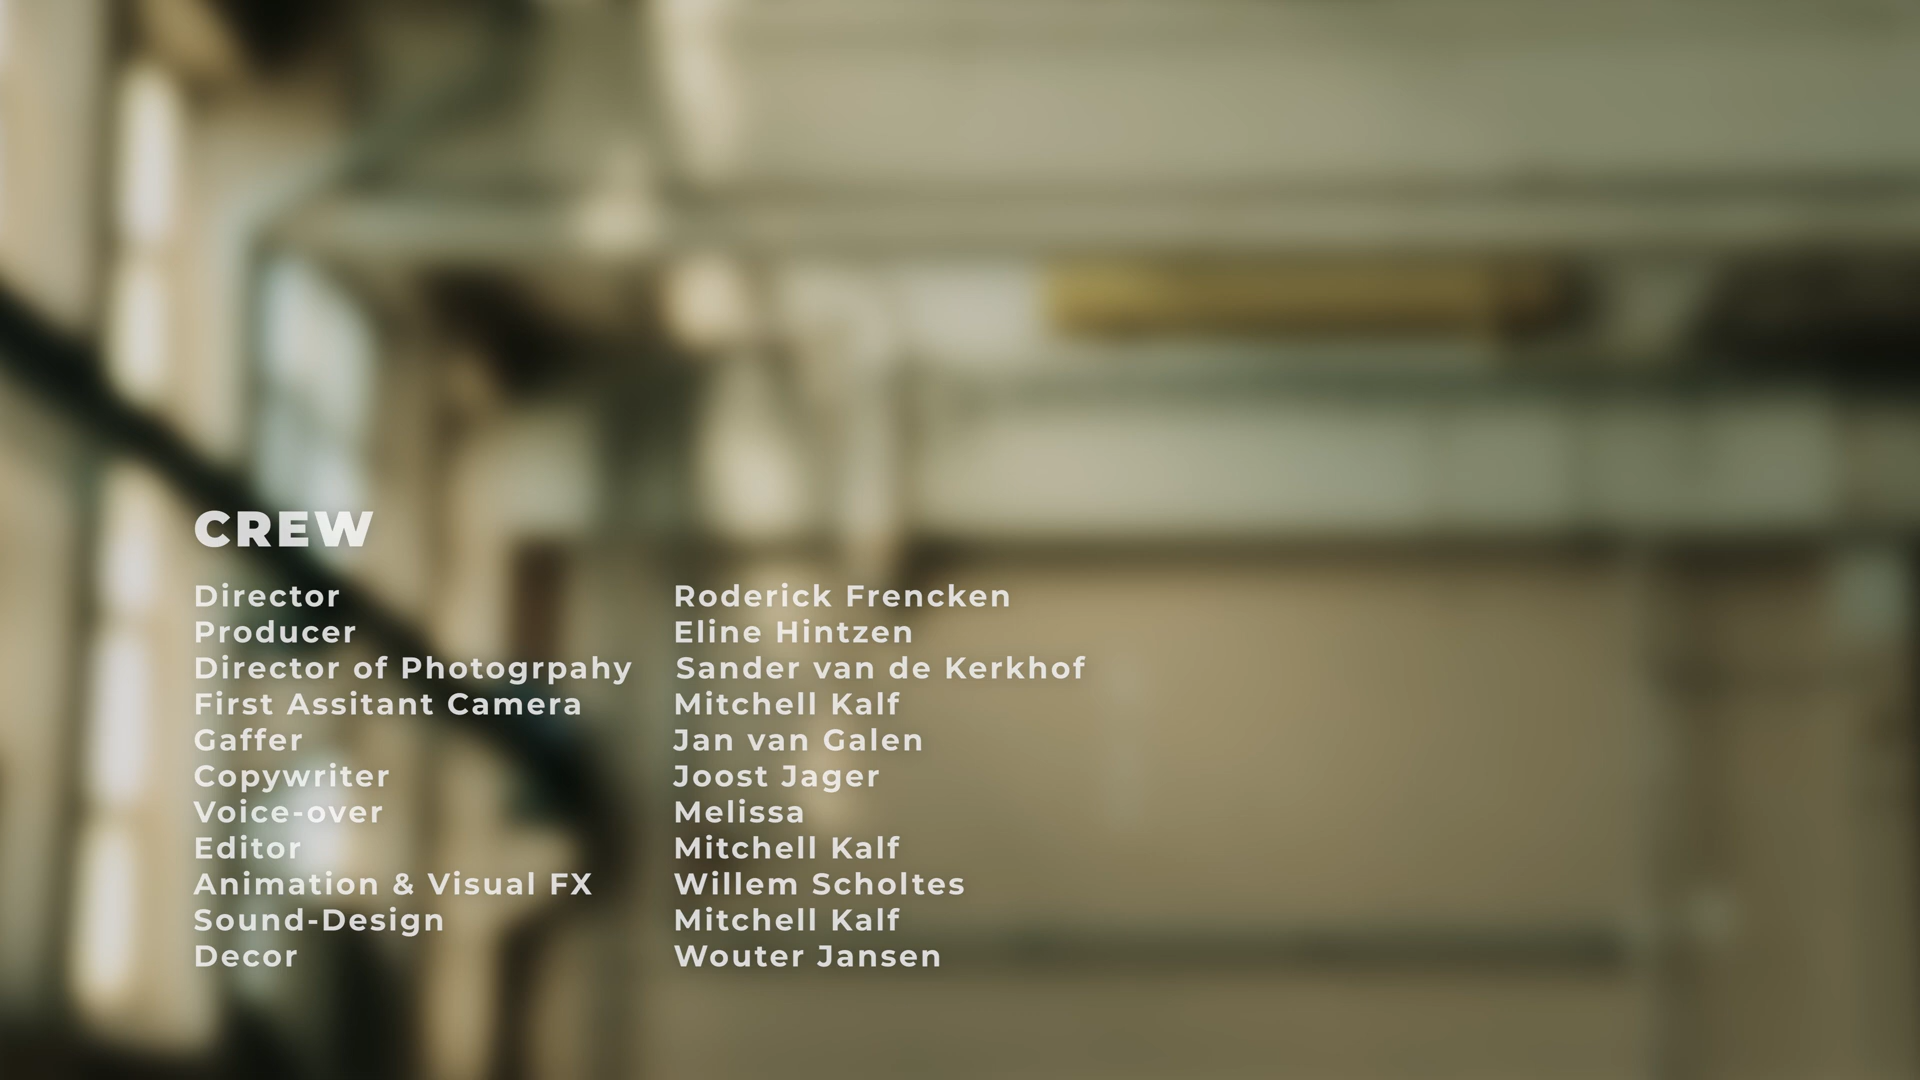 CREW
Director Roderick Frencken
Producer Eline Hintzen
Director of Photogrpahy Sander van de Kerkhof
First Assitant Camera Mitchell Kalf
Gaffer Jan van Galen
Copywriter Joost Jager
Voice-over Melissa
Editor Mitchell Kalf
Animation & Visual FX Willem Scholtes
Sound-Design Mitchell Kalf
Decor Wouter Jansen